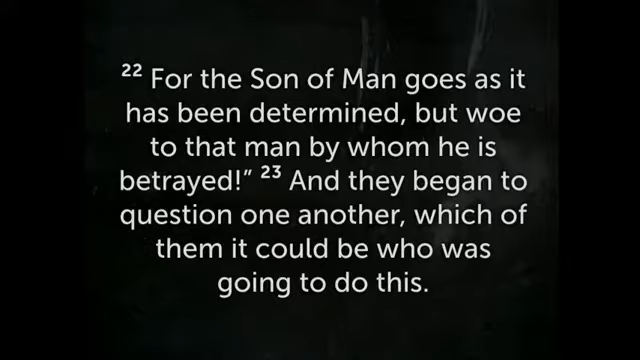 22 For the Son of Man goes as it
has been determined, but woe
to that man by whom he is
betrayed!” 23 And they began to
question one another, which of
them it could be who was
going to do this.